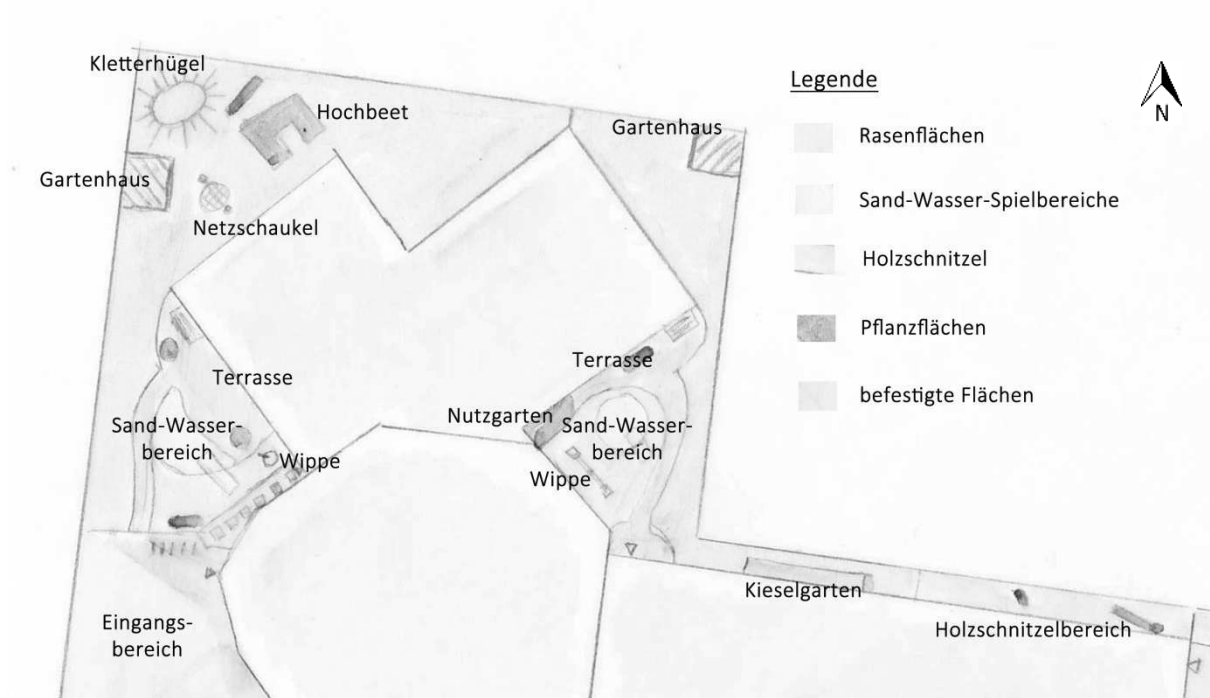 Kletterhügel
Hochbeet
Gartenhaus
Netzschaukel
Gartenhaus
Terrasse
Sand-Wasser-
bereich
Wippe
Eingangs-
bereich
Terrasse
Nutzgarten
Sand-Wasser-
bereich
Wippe
Kieselgarten
Holzschnitzelbereich
Legende
Rasenflächen
Sand-Wasser-Spielbereiche
Holzschnitzel
Pflanzflächen
befestigte Flächen
N